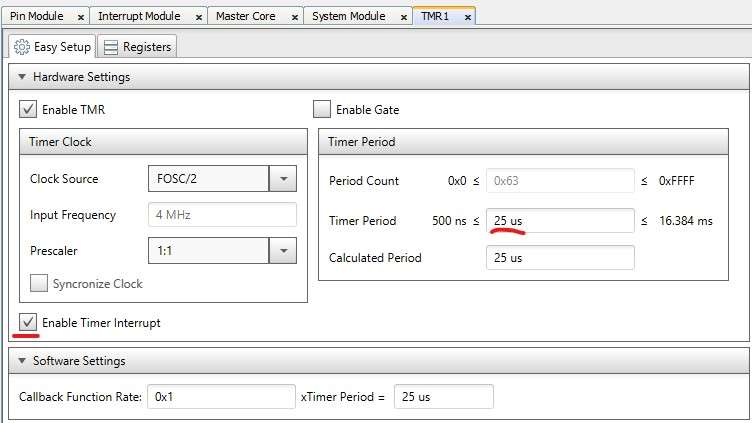 Pin Module x Interrupt Module x Master Core x System Module x TMR1 x
Easy Setup Registers
Hardware Settings
Enable TMR Enable Gate
Timer Clock Timer Period
Clock Source FOSC/2 Period Count 0x0 ≤ 0x63 ≤ 0xFFFF
Input Frequency 4 MHz Timer Period 500 ns ≤ 25 us ≤ 16.384 ms
Prescaler 1:1 Calculated Period 25 us
Syncronize Clock
Enable Timer Interrupt
Software Settings
Callback Function Rate: 0x1 xTimer Period = 25 us